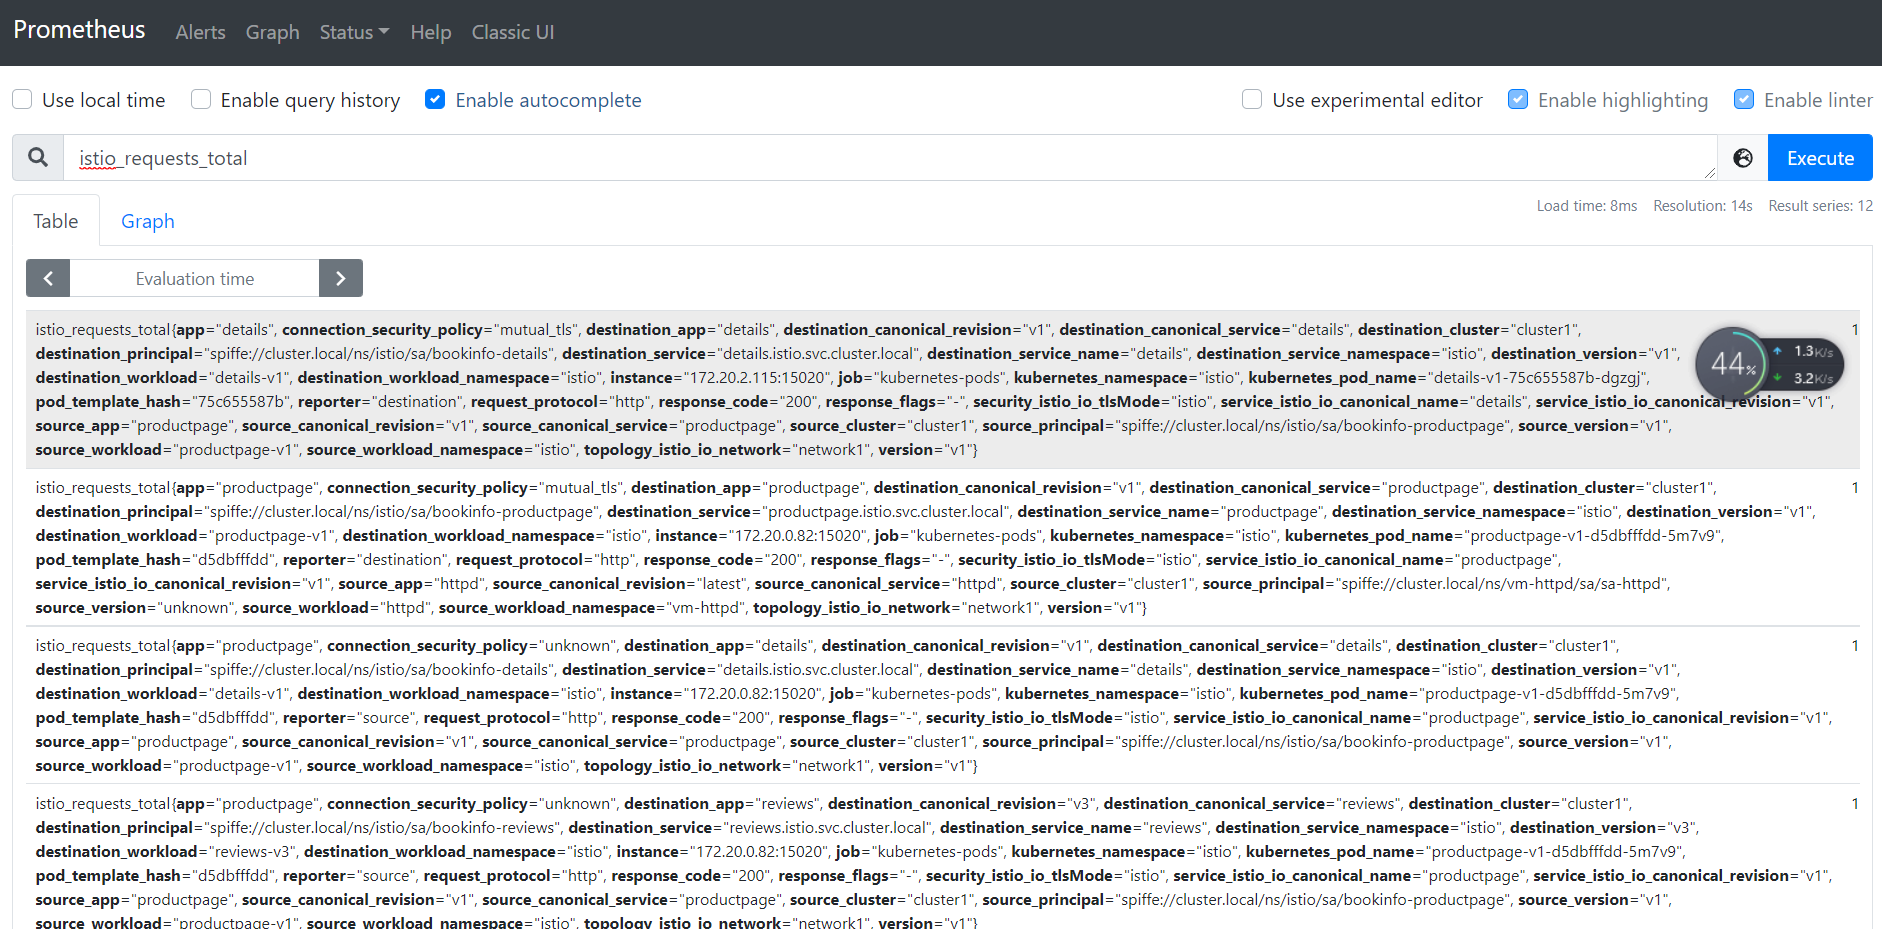 Prometheus Alerts Graph Status Help Classic UI
Use local time Enable query history Enable autocomplete Use experimental editor Enable highlighting Enable linter
istio_requests_total Execute
Table Graph Load time: 8ms Resolution: 14s Result series: 12
Evaluation time
istio_requests_total{app="details", connection_security_policy="mutual_tls", destination_app="details", destination_canonical_revision="v1", destination_canonical_service="details", destination_cluster="cluster1", 1
destination_principal="spiffe://cluster.local/ns/istio/sa/bookinfo-details", destination_service="details.istio.svc.cluster.local", destination_service_name="details", destination_service_namespace="istio", destination_version="v1",
44% 1.3K/s
destination_workload="details-v1", destination_workload_namespace="istio", instance="172.20.2.115:15020", job="kubernetes-pods", kubernetes_namespace="istio", kubernetes_pod_name="details-v1-75c655587b-dgzgj",
3.2K/s
pod_template_hash="75c655587b", reporter="destination", request_protocol="http", response_code="200", response_flags="-", security_istio_io_tlsMode="istio", service_istio_io_canonical_name="details", service_istio_io_canonical_revision="v1",
source_app="productpage", source_canonical_revision="v1", source_canonical_service="productpage", source_cluster="cluster1", source_principal="spiffe://cluster.local/ns/istio/sa/bookinfo-productpage", source_version="v1",
source_workload="productpage-v1", source_workload_namespace="istio", topology_istio_io_network="network1", version="v1"}
istio_requests_total{app="productpage", connection_security_policy="mutual_tls", destination_app="productpage", destination_canonical_revision="v1", destination_canonical_service="productpage", destination_cluster="cluster1", 1
destination_principal="spiffe://cluster.local/ns/istio/sa/bookinfo-productpage", destination_service="productpage.istio.svc.cluster.local", destination_service_name="productpage", destination_service_namespace="istio", destination_version="v1",
destination_workload="productpage-v1", destination_workload_namespace="istio", instance="172.20.0.82:15020", job="kubernetes-pods", kubernetes_namespace="istio", kubernetes_pod_name="productpage-v1-d5dbfffdd-5m7v9",
pod_template_hash="d5dbfffdd", reporter="destination", request_protocol="http", response_code="200", response_flags="-", security_istio_io_tlsMode="istio", service_istio_io_canonical_name="productpage",
service_istio_io_canonical_revision="v1", source_app="httpd", source_canonical_revision="latest", source_canonical_service="httpd", source_cluster="cluster1", source_principal="spiffe://cluster.local/ns/vm-httpd/sa/sa-httpd",
source_version="unknown", source_workload="httpd", source_workload_namespace="vm-httpd", topology_istio_io_network="network1", version="v1"}
istio_requests_total{app="productpage", connection_security_policy="unknown", destination_app="details", destination_canonical_revision="v1", destination_canonical_service="details", destination_cluster="cluster1", 1
destination_principal="spiffe://cluster.local/ns/istio/sa/bookinfo-details", destination_service="details.istio.svc.cluster.local", destination_service_name="details", destination_service_namespace="istio", destination_version="v1",
destination_workload="details-v1", destination_workload_namespace="istio", instance="172.20.0.82:15020", job="kubernetes-pods", kubernetes_namespace="istio", kubernetes_pod_name="productpage-v1-d5dbfffdd-5m7v9",
pod_template_hash="d5dbfffdd", reporter="source", request_protocol="http", response_code="200", response_flags="-", security_istio_io_tlsMode="istio", service_istio_io_canonical_name="productpage", service_istio_io_canonical_revision="v1",
source_app="productpage", source_canonical_revision="v1", source_canonical_service="productpage", source_cluster="cluster1", source_principal="spiffe://cluster.local/ns/istio/sa/bookinfo-productpage", source_version="v1",
source_workload="productpage-v1", source_workload_namespace="istio", topology_istio_io_network="network1", version="v1"}
istio_requests_total{app="productpage", connection_security_policy="unknown", destination_app="reviews", destination_canonical_revision="v3", destination_canonical_service="reviews", destination_cluster="cluster1", 1
destination_principal="spiffe://cluster.local/ns/istio/sa/bookinfo-reviews", destination_service="reviews.istio.svc.cluster.local", destination_service_name="reviews", destination_service_namespace="istio", destination_version="v3",
destination_workload="reviews-v3", destination_workload_namespace="istio", instance="172.20.0.82:15020", job="kubernetes-pods", kubernetes_namespace="istio", kubernetes_pod_name="productpage-v1-d5dbfffdd-5m7v9",
pod_template_hash="d5dbfffdd", reporter="source", request_protocol="http", response_code="200", response_flags="-", security_istio_io_tlsMode="istio", service_istio_io_canonical_name="productpage", service_istio_io_canonical_revision="v1",
source_app="productpage", source_canonical_revision="v1", source_canonical_service="productpage", source_cluster="cluster1", source_principal="spiffe://cluster.local/ns/istio/sa/bookinfo-productpage", source_version="v1",
source_workload="productpage-v1", source_workload_namespace="istio", topology_istio_io_network="network1", version="v1"}